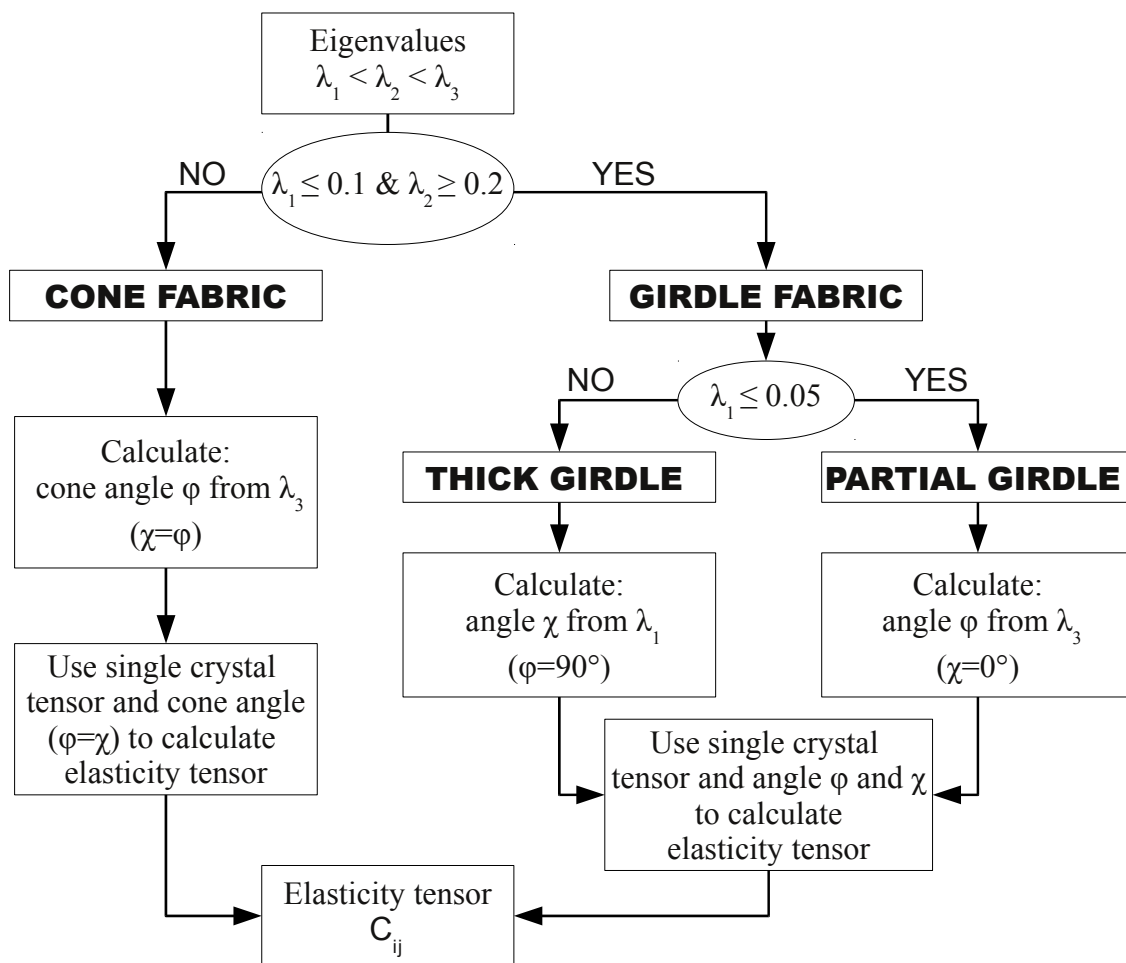 Eigenvalues
λ₁ < λ₂ < λ₃
NO
λ₁ ≤ 0.1 & λ₂ ≥ 0.2
YES
CONE FABRIC
GIRDLE FABRIC
NO
λ₁ ≤ 0.05
YES
THICK GIRDLE
PARTIAL GIRDLE
Calculate:
cone angle φ from λ₃
(χ=φ)
Calculate:
angle χ from λ₁
(φ=90°)
Calculate:
angle φ from λ₃
(χ=0°)
Use single crystal
tensor and cone angle
(φ=χ) to calculate
elasticity tensor
Use single crystal
tensor and angle φ and χ
to calculate
elasticity tensor
Elasticity tensor
Cᵢⱼ